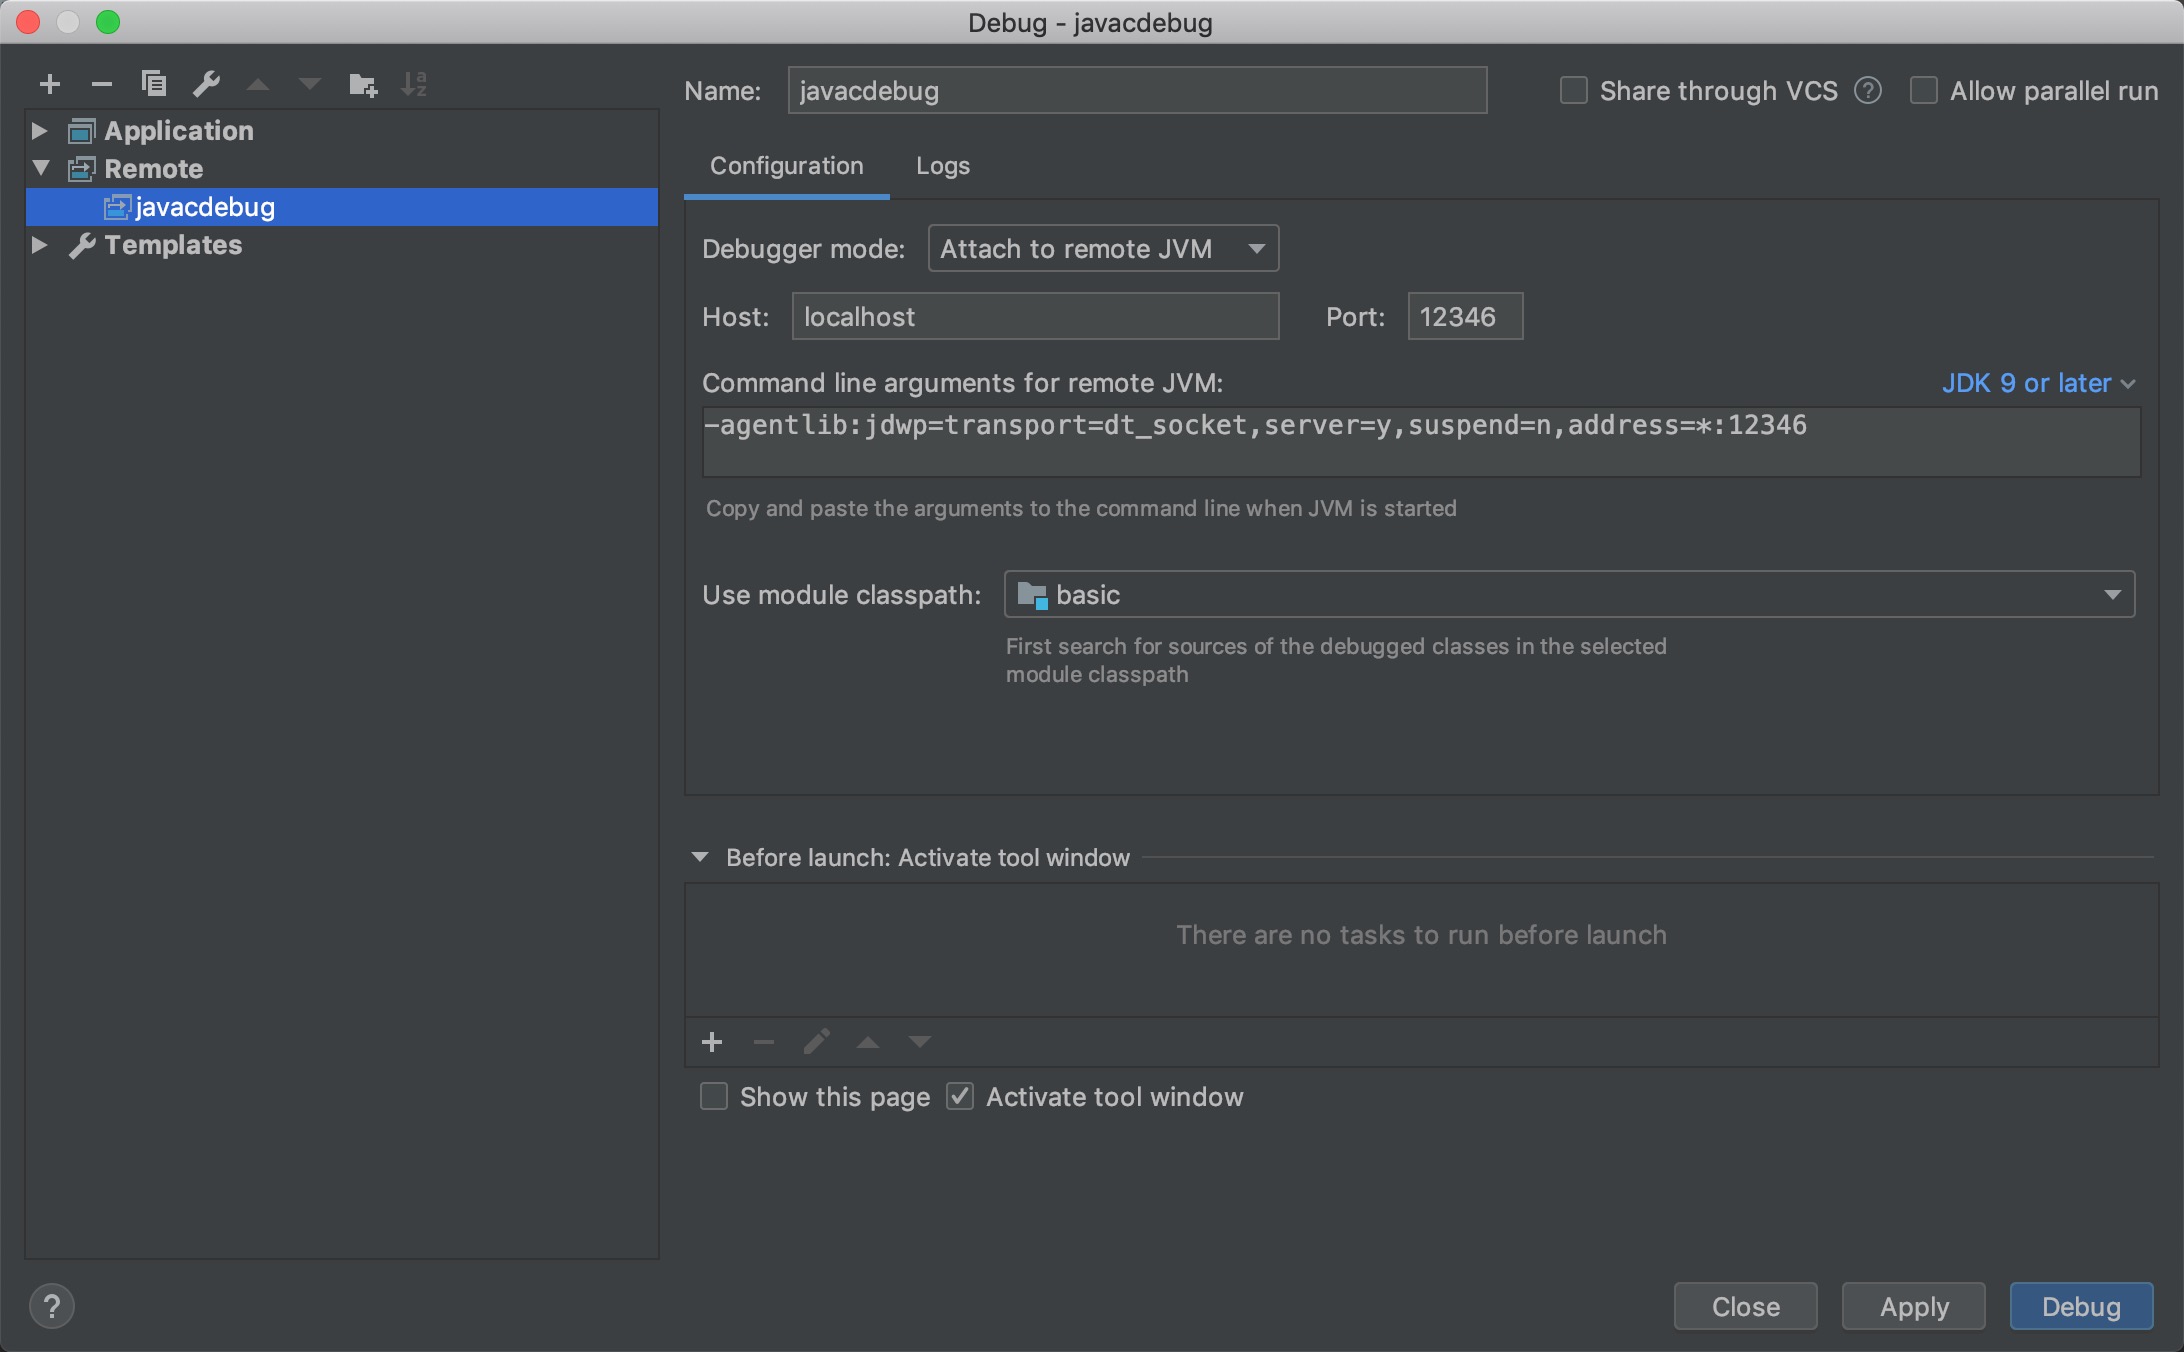 Debug - javacdebug
Application
Remote
javacdebug
Templates
Name: javacdebug
Share through VCS ? Allow parallel run
Configuration Logs
Debugger mode: Attach to remote JVM
Host: localhost Port: 12346
Command line arguments for remote JVM: JDK 9 or later
-agentlib:jdwp=transport=dt_socket,server=y,suspend=n,address=*:12346
Copy and paste the arguments to the command line when JVM is started
Use module classpath: basic
First search for sources of the debugged classes in the selected
module classpath
Before launch: Activate tool window
There are no tasks to run before launch
Show this page Activate tool window
? Close Apply Debug